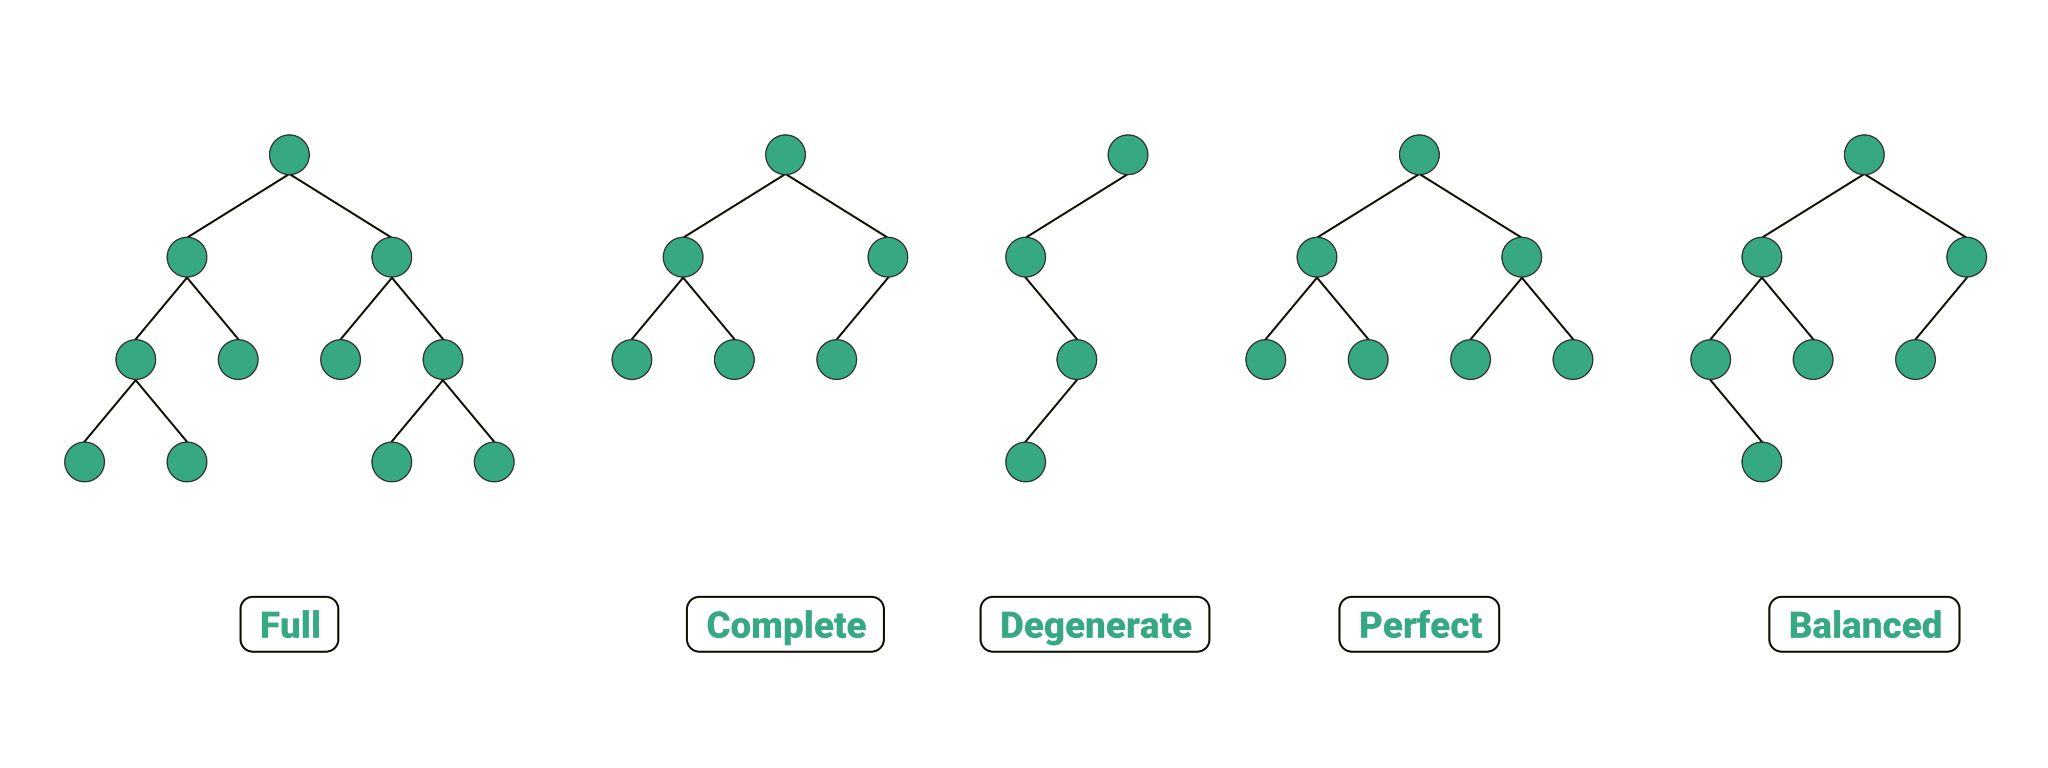 Full
Complete
Degenerate
Perfect
Balanced